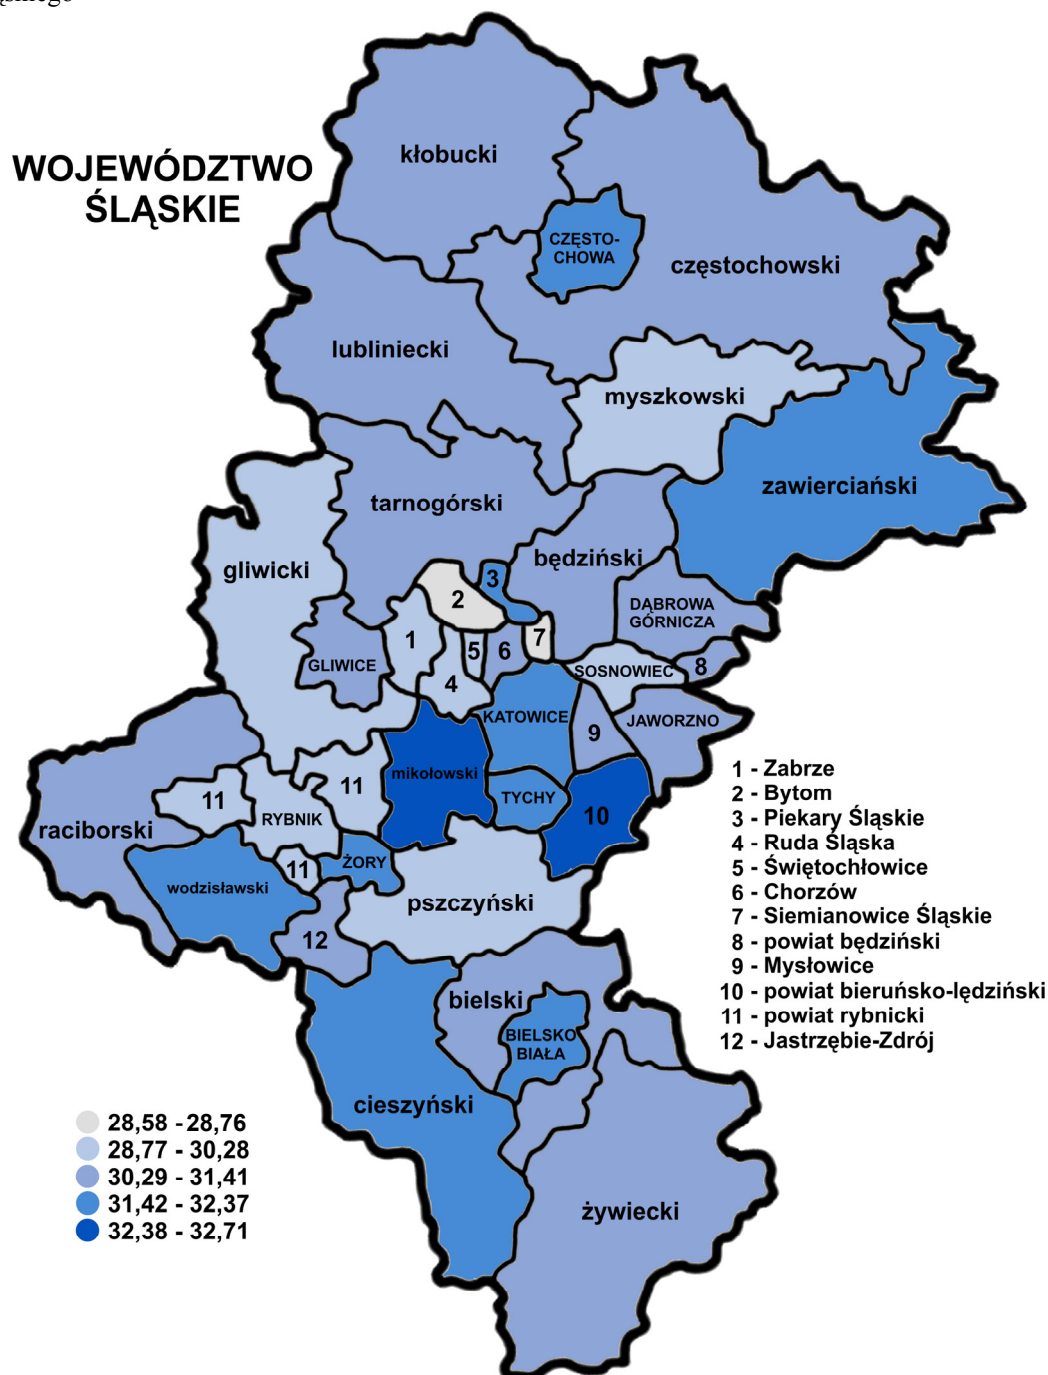 WOJEWÓDZTWO
ŚLĄSKIE
kłobucki
CZĘSTO-
CHOWA
częstochowski
lubliniecki
myszkowski
zawierciański
tarnogórski
będziński
gliwicki
3
2
DĄBROWA
GÓRNICZA
1
7
5
6
GLIWICE
SOSNOWIEC
8
4
KATOWICE
JAWORZNO
9
mikołowski
11
11
TYCHY
10
RYBNIK
raciborski
ŻORY
11
wodzisławski
pszczyński
12
bielski
BIELSKO
BIAŁA
cieszyński
żywiecki
1 - Zabrze
2 - Bytom
3 - Piekary Śląskie
4 - Ruda Śląska
5 - Świętochłowice
6 - Chorzów
7 - Siemianowice Śląskie
8 - powiat będziński
9 - Mysłowice
10 - powiat bieruńsko-lędziński
11 - powiat rybnicki
12 - Jastrzębie-Zdrój
28,58 - 28,76
28,77 - 30,28
30,29 - 31,41
31,42 - 32,37
32,38 - 32,71